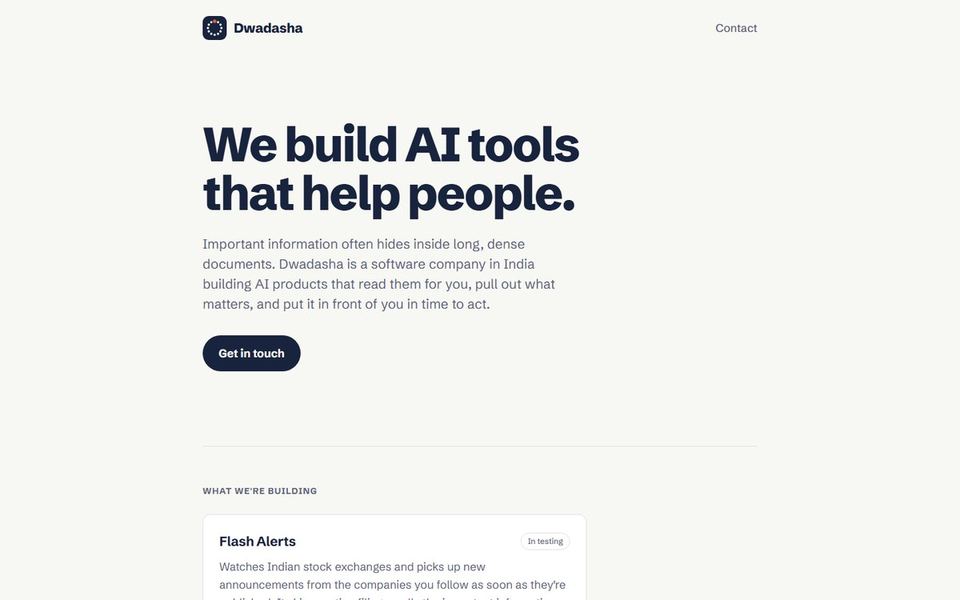 Dwadasha
Contact
We build AI tools
that help people.
Important information often hides inside long, dense
documents. Dwadasha is a software company in India
building AI products that read them for you, pull out what
matters, and put it in front of you in time to act.
Get in touch
WHAT WE'RE BUILDING
Flash Alerts
In testing
Watches Indian stock exchanges and picks up new
announcements from the companies you follow as soon as they're